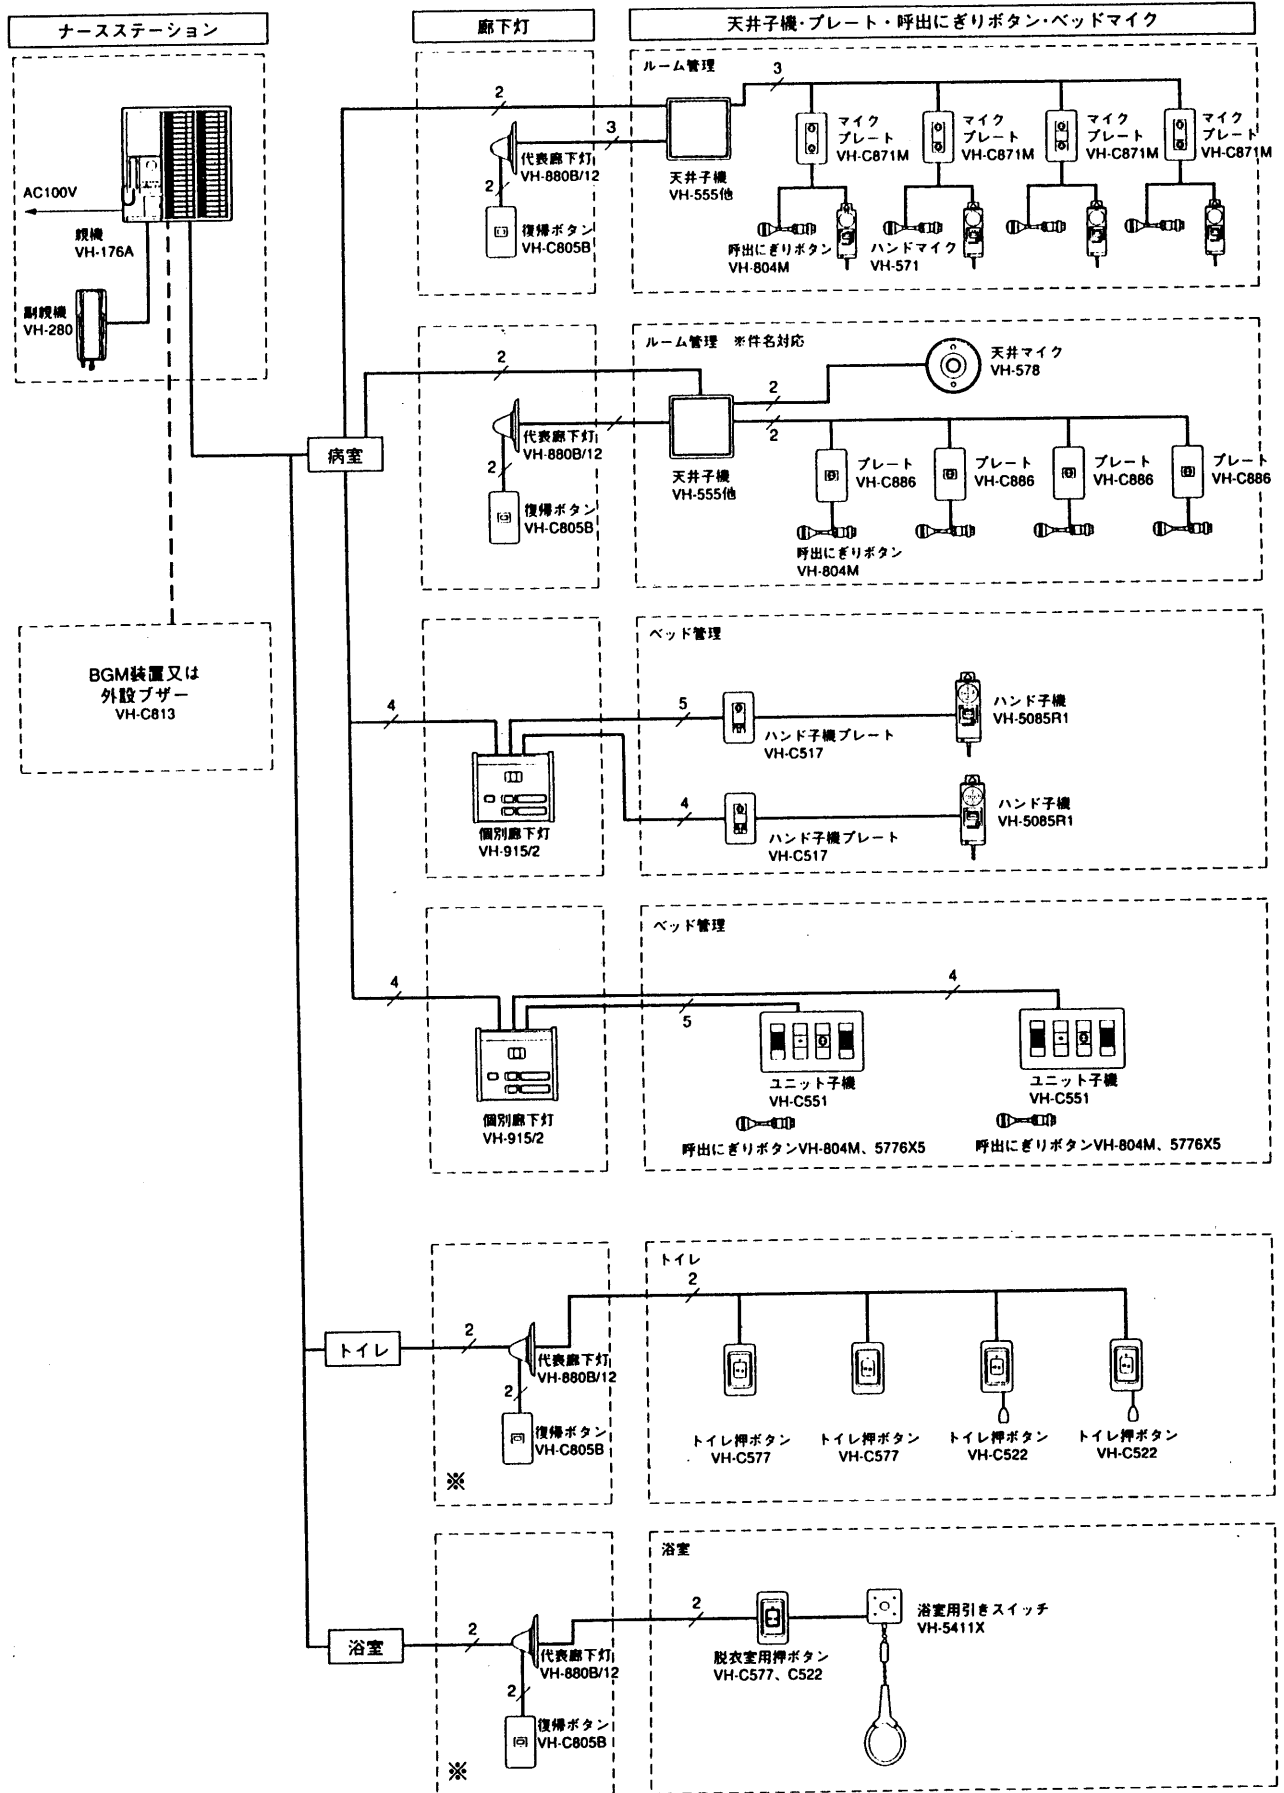 ナースステーション
廊下灯
天井子機・プレート・呼出にぎりボタン・ベッドマイク
AC100V
親機
VH-176A
副親機
VH-280
BGM装置又は
外設ブザー
VH-C813
病室
2
3
代表廊下灯
VH-880B/12
2
復帰ボタン
VH-C805B
ルーム管理
3
天井子機
VH-555他
マイク
プレート
VH-C871M
マイク
プレート
VH-C871M
マイク
プレート
VH-C871M
マイク
プレート
VH-C871M
呼出にぎりボタン
VH-804M
ハンドマイク
VH-571
2
代表廊下灯
VH-880B/12
2
復帰ボタン
VH-C805B
ルーム管理 ※件名対応
天井マイク
VH-578
2
2
天井子機
VH-555他
プレート
VH-C886
プレート
VH-C886
プレート
VH-C886
プレート
VH-C886
呼出にぎりボタン
VH-804M
4
個別廊下灯
VH-915/2
ベッド管理
5
ハンド子機プレート
VH-C517
ハンド子機
VH-5085R1
4
ハンド子機プレート
VH-C517
ハンド子機
VH-5085R1
4
個別廊下灯
VH-915/2
ベッド管理
4
5
ユニット子機
VH-C551
ユニット子機
VH-C551
呼出にぎりボタンVH-804M、5776X5
呼出にぎりボタンVH-804M、5776X5
トイレ
2
代表廊下灯
VH-880B/12
2
復帰ボタン
VH-C805B
※
トイレ
2
トイレ押ボタン
VH-C577
トイレ押ボタン
VH-C577
トイレ押ボタン
VH-C522
トイレ押ボタン
VH-C522
浴室
2
代表廊下灯
VH-880B/12
2
復帰ボタン
VH-C805B
※
浴室
2
脱衣室用押ボタン
VH-C577、C522
浴室用引きスイッチ
VH-5411X